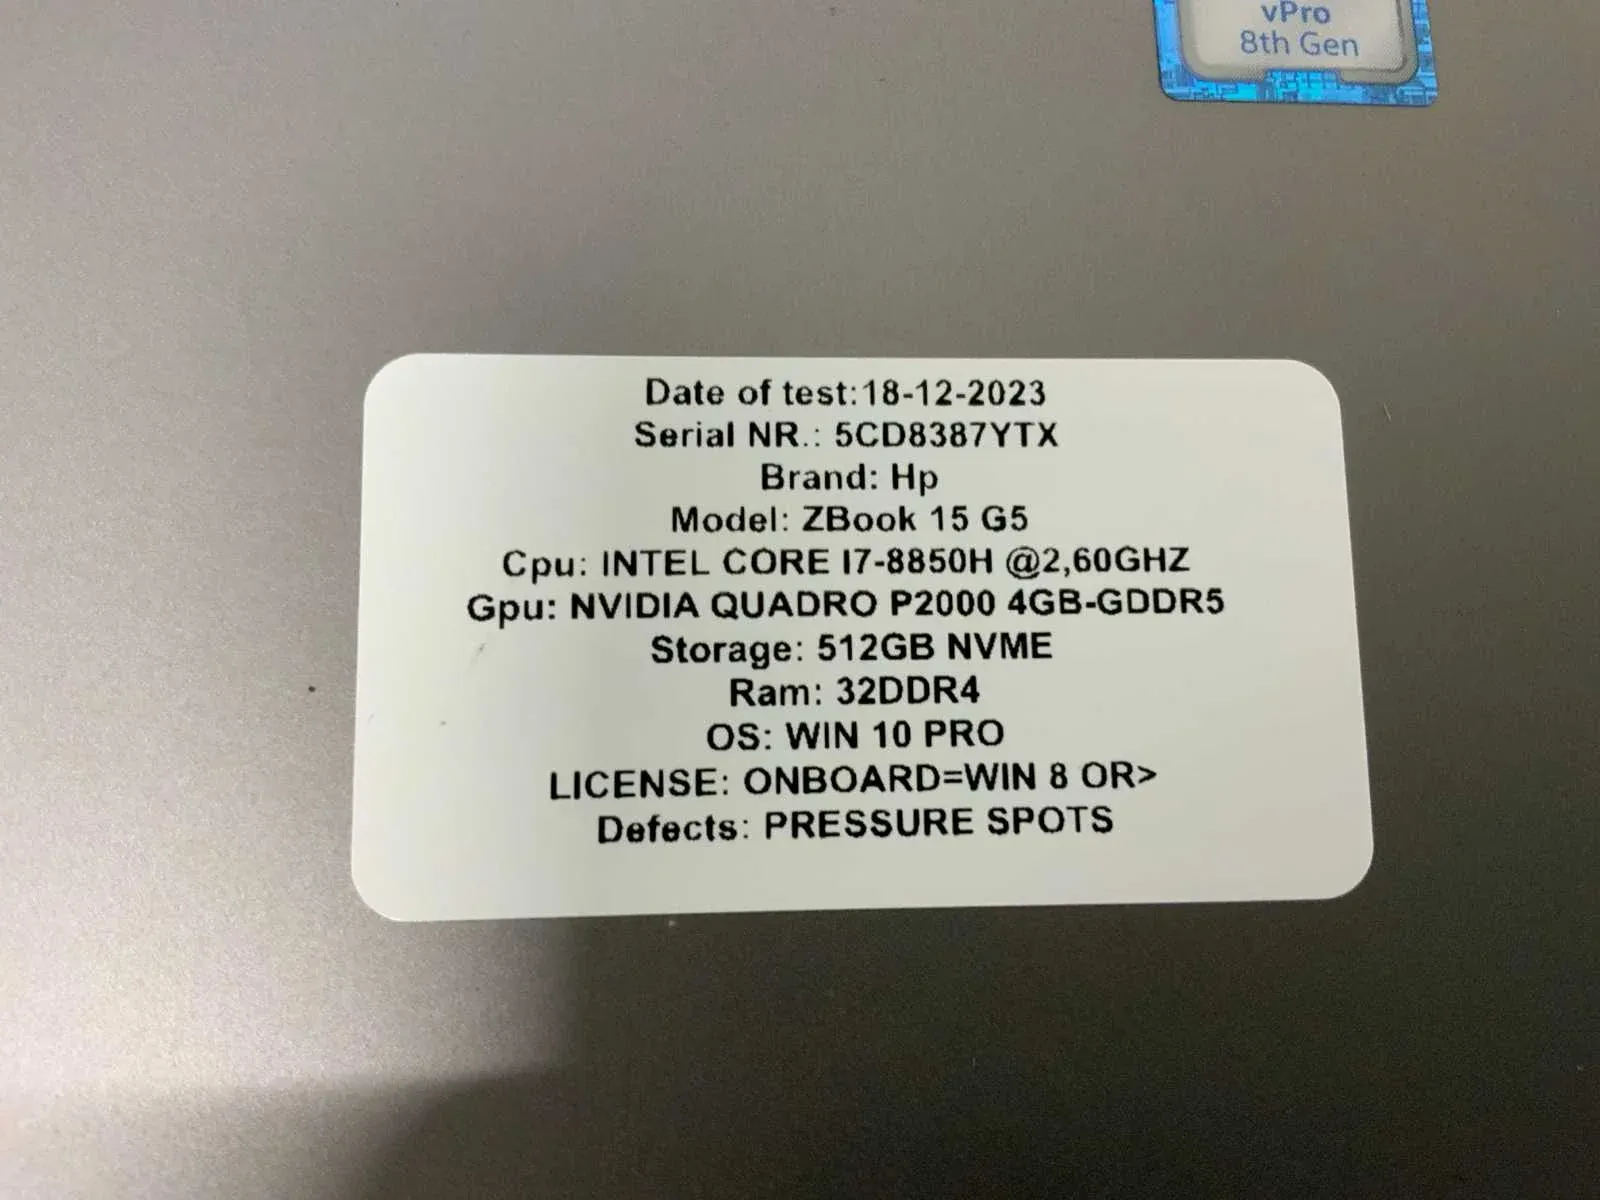 vPro
8th Gen
Date of test:18-12-2023
Serial NR.: 5CD8387YTX
Brand: Hp
Model: ZBook 15 G5
Cpu: INTEL CORE I7-8850H @2,60GHZ
Gpu: NVIDIA QUADRO P2000 4GB-GDDR5
Storage: 512GB NVME
Ram: 32DDR4
OS: WIN 10 PRO
LICENSE: ONBOARD=WIN 8 OR>
Defects: PRESSURE SPOTS